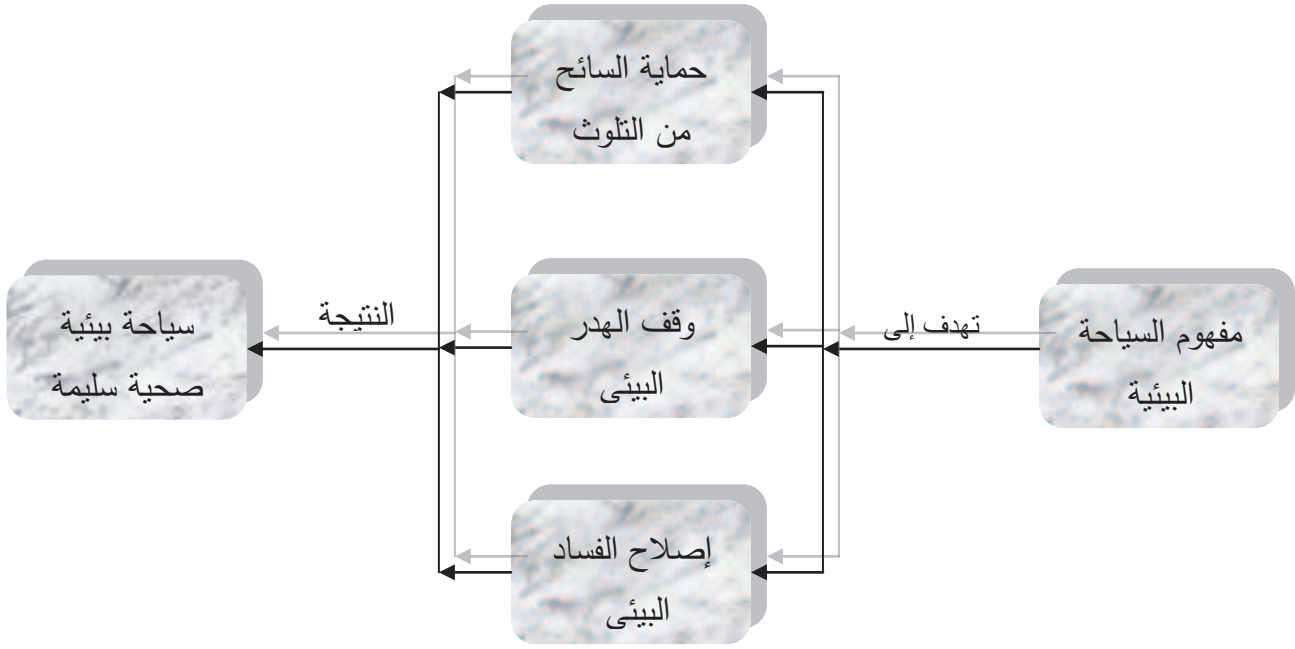 مفهوم السياحة
البيئية
تهدف إلى
حماية السائح
من التلوث
وقف الهدر
البيئى
إصلاح الفساد
البيئى
النتيجة
سياحة بيئية
صحية سليمة